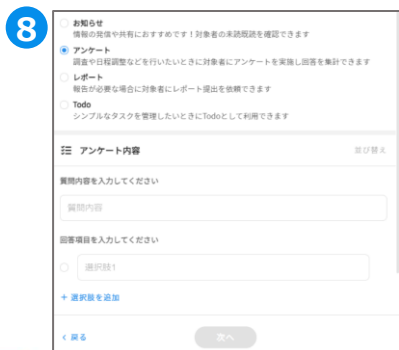 8
お知らせ
情報の発信や共有におすすめです！対象者の未読既読を確認できます
アンケート
調査や日程調整などを行いたいときに対象者にアンケートを実施し回答を集計できます
レポート
報告が必要な場合に対象者にレポート提出を依頼できます
Todo
シンプルなタスクを管理したいときにTodoとして利用できます
アンケート内容 並び替え
質問内容を入力してください
質問内容
回答項目を入力してください
選択肢1
+ 選択肢を追加
< 戻る 次へ